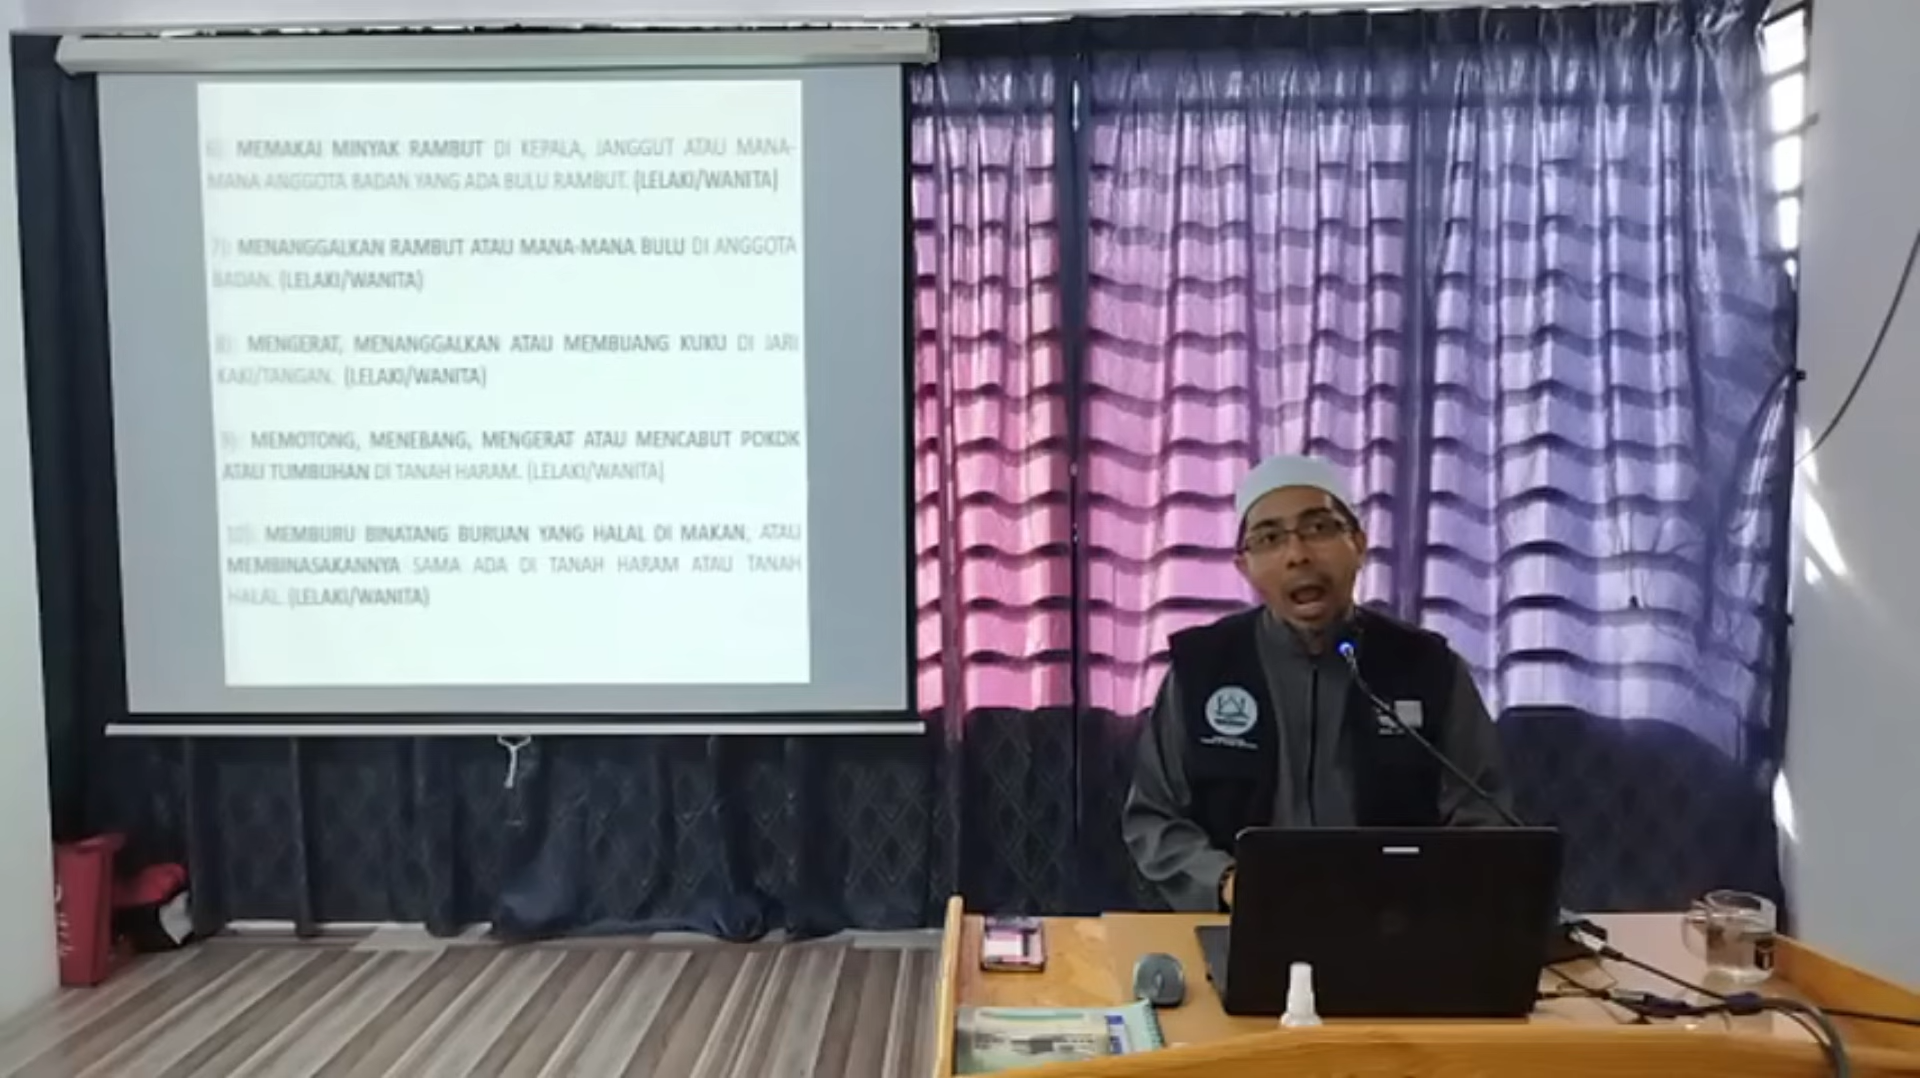 6) MEMAKAI MINYAK RAMBUT DI KEPALA, JANGGUT ATAU MANA-
MANA ANGGOTA BADAN YANG ADA BULU RAMBUT. (LELAKI/WANITA)
7) MENANGGALKAN RAMBUT ATAU MANA-MANA BULU DI ANGGOTA
BADAN. (LELAKI/WANITA)
8) MENGERAT, MENANGGALKAN ATAU MEMBUANG KUKU DI JARI
KAKI/TANGAN. (LELAKI/WANITA)
9) MEMOTONG, MENEBANG, MENGERAT ATAU MENCABUT POKOK
ATAU TUMBUHAN DI TANAH HARAM. (LELAKI/WANITA)
10) MEMBURU BINATANG BURUAN YANG HALAL DI MAKAN, ATAU
MEMBINASAKANNYA SAMA ADA DI TANAH HARAM ATAU TANAH
HALAL. (LELAKI/WANITA)